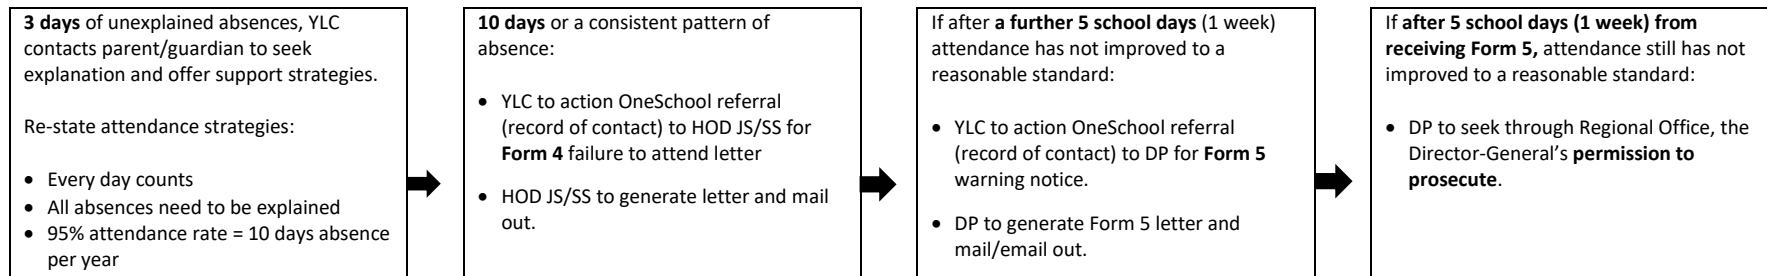 3 days of unexplained absences, YLC
contacts parent/guardian to seek
explanation and offer support strategies.
Re-state attendance strategies:
• Every day counts
• All absences need to be explained
• 95% attendance rate = 10 days absence
per year
10 days or a consistent pattern of
absence:
• YLC to action OneSchool referral
(record of contact) to HOD JS/SS for
Form 4 failure to attend letter
• HOD JS/SS to generate letter and mail
out.
If after a further 5 school days (1 week)
attendance has not improved to a
reasonable standard:
• YLC to action OneSchool referral
(record of contact) to DP for Form 5
warning notice.
• DP to generate Form 5 letter and
mail/email out.
If after 5 school days (1 week) from
receiving Form 5, attendance still has not
improved to a reasonable standard:
• DP to seek through Regional Office, the
Director-General's permission to
prosecute.